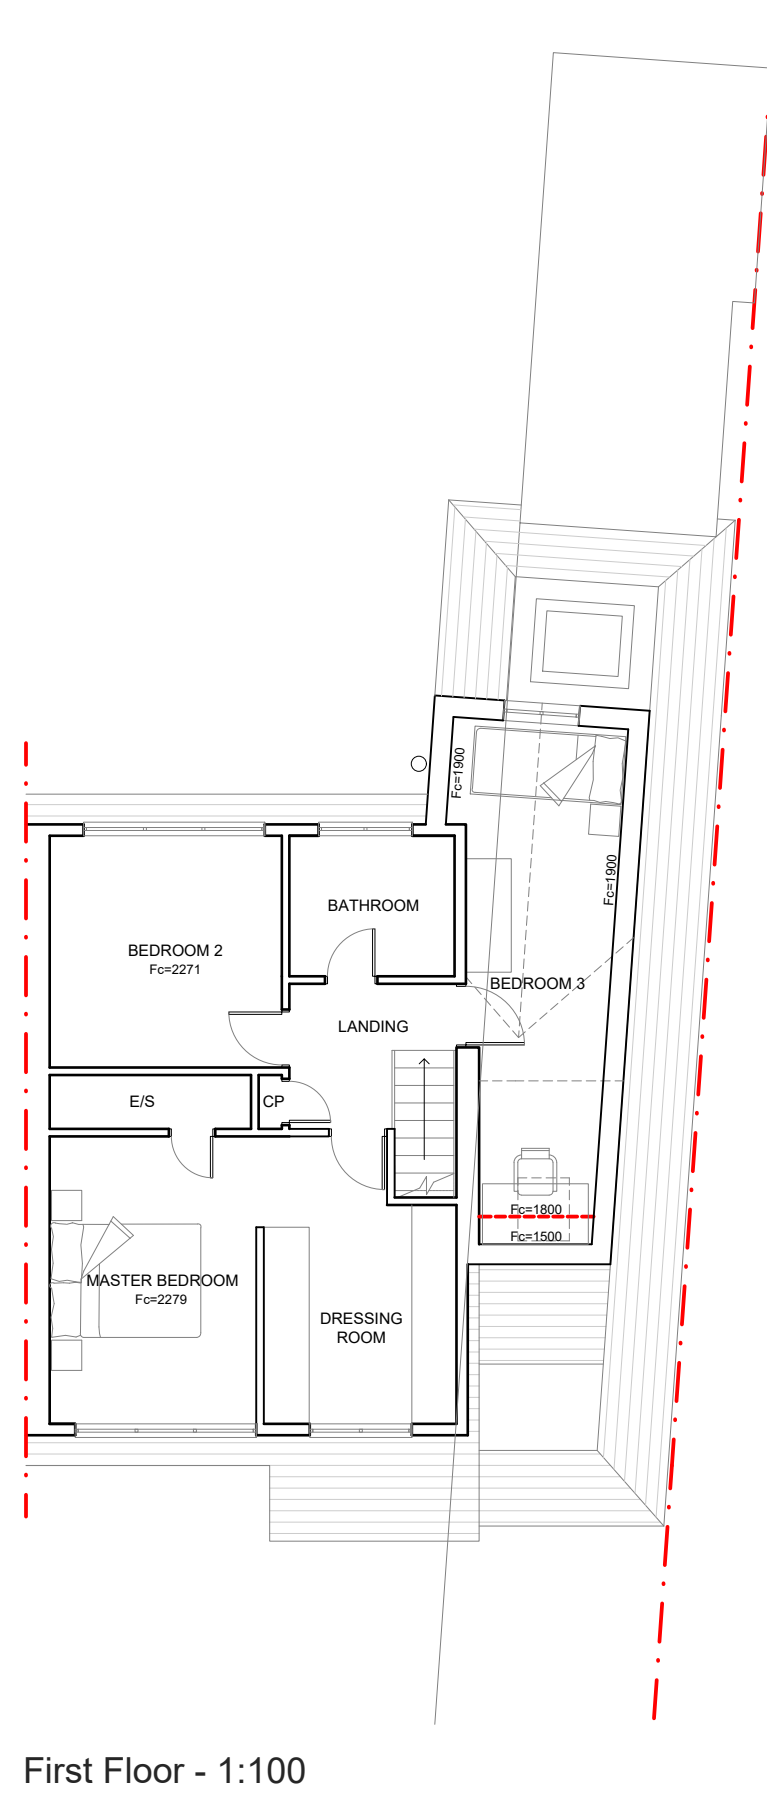 Fc=1900
Fc=1900
BATHROOM
BEDROOM 2
Fc=2271
BEDROOM 3
LANDING
E/S
CP
Fc=1800
Fc=1500
MASTER BEDROOM
Fc=2279
DRESSING
ROOM
First Floor - 1:100